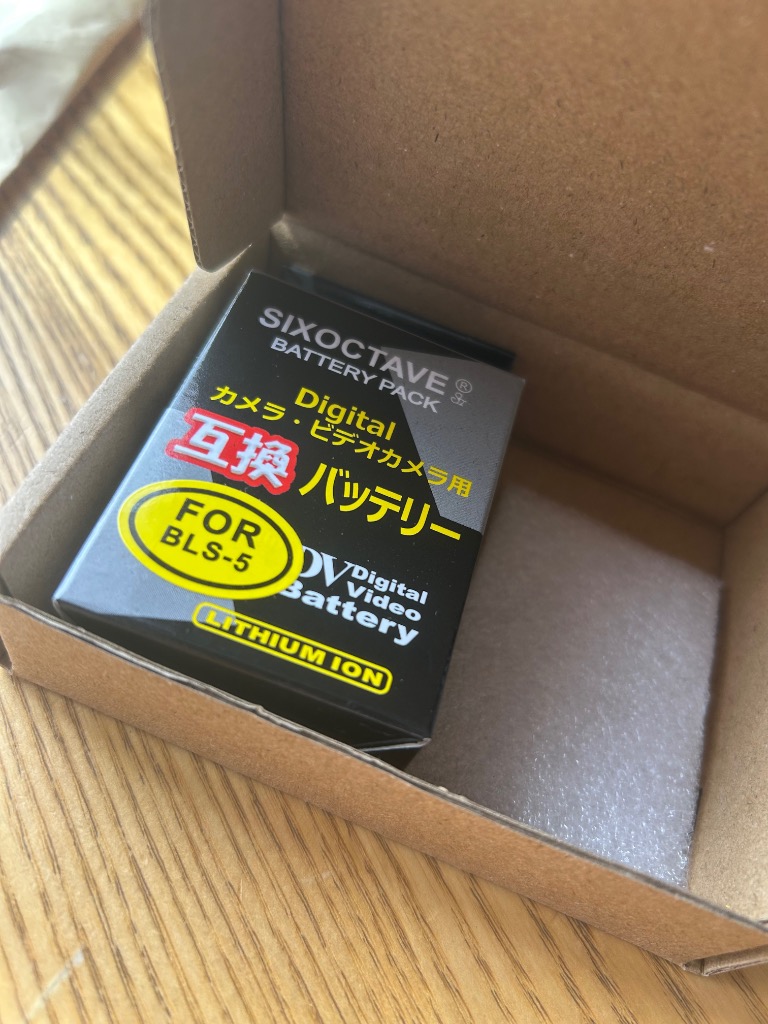 SIXOCTAVE®
BATTERY PACK
Digital
カメラ・ビデオカメラ用
互換バッテリー
FOR
BLS-5
DV Digital
Video
Battery
LITHIUM ION